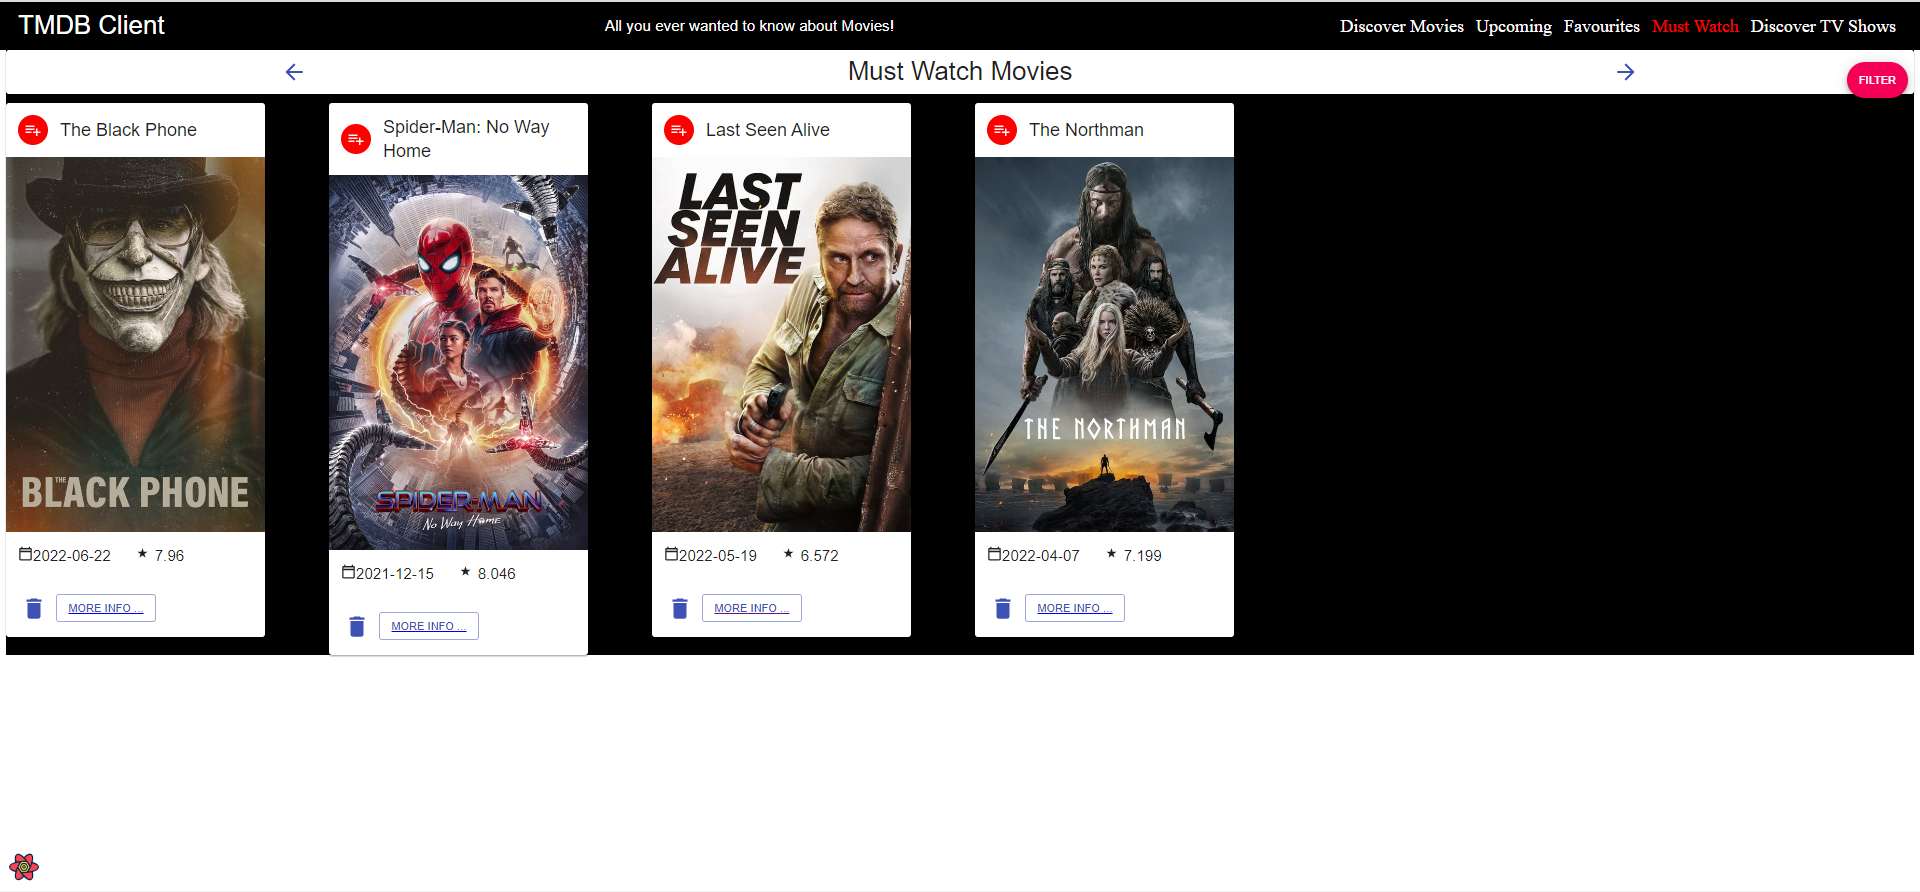 TMDB Client
All you ever wanted to know about Movies!
Discover Movies Upcoming Favourites Must Watch Discover TV Shows
Must Watch Movies
FILTER
The Black Phone
THE
BLACK PHONE
2022-06-22 ★ 7.96
MORE INFO ...
Spider-Man: No Way
Home
SPIDER-MAN
No Way Home
2021-12-15 ★ 8.046
MORE INFO ...
Last Seen Alive
LAST
SEEN
ALIVE
2022-05-19 ★ 6.572
MORE INFO ...
The Northman
THE NORTHMAN
2022-04-07 ★ 7.199
MORE INFO ...